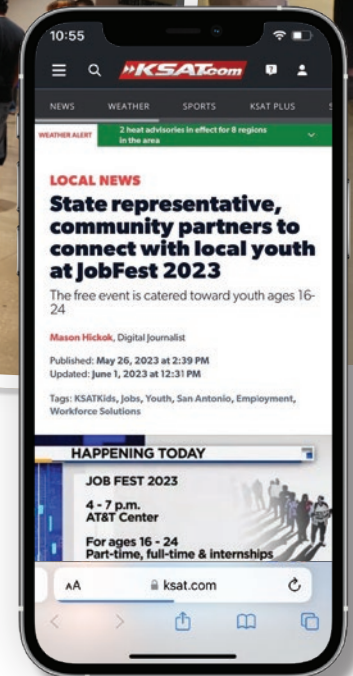 10:55
»KSAT.com
NEWS WEATHER SPORTS KSAT PLUS
WEATHER ALERT
2 heat advisories in effect for 8 regions
in the area
LOCAL NEWS
State representative,
community partners to
connect with local youth
at JobFest 2023
The free event is catered toward youth ages 16-
24
Mason Hickok, Digital Journalist
Published: May 26, 2023 at 2:39 PM
Updated: June 1, 2023 at 12:31 PM
Tags: KSATKids, Jobs, Youth, San Antonio, Employment,
Workforce Solutions
HAPPENING TODAY
JOB FEST 2023
4 - 7 p.m.
AT&T Center
For ages 16 - 24
Part-time, full-time & internships
AA ksat.com